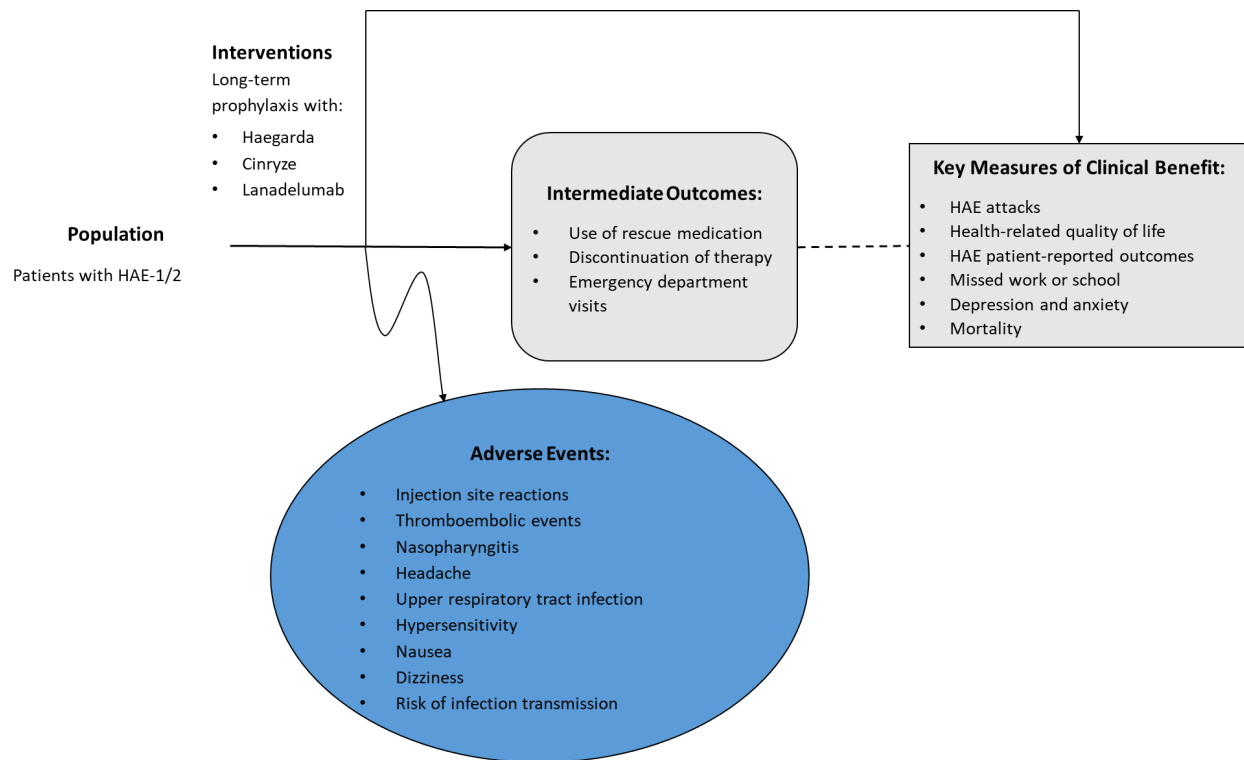 Interventions
Long-term
prophylaxis with:
• Haegarda
• Cinryze
• Lanadelumab
Population
Patients with HAE-1/2
Intermediate Outcomes:
• Use of rescue medication
• Discontinuation of therapy
• Emergency department
visits
Key Measures of Clinical Benefit:
• HAE attacks
• Health-related quality of life
• HAE patient-reported outcomes
• Missed work or school
• Depression and anxiety
• Mortality
Adverse Events:
• Injection site reactions
• Thromboembolic events
• Nasopharyngitis
• Headache
• Upper respiratory tract infection
• Hypersensitivity
• Nausea
• Dizziness
• Risk of infection transmission